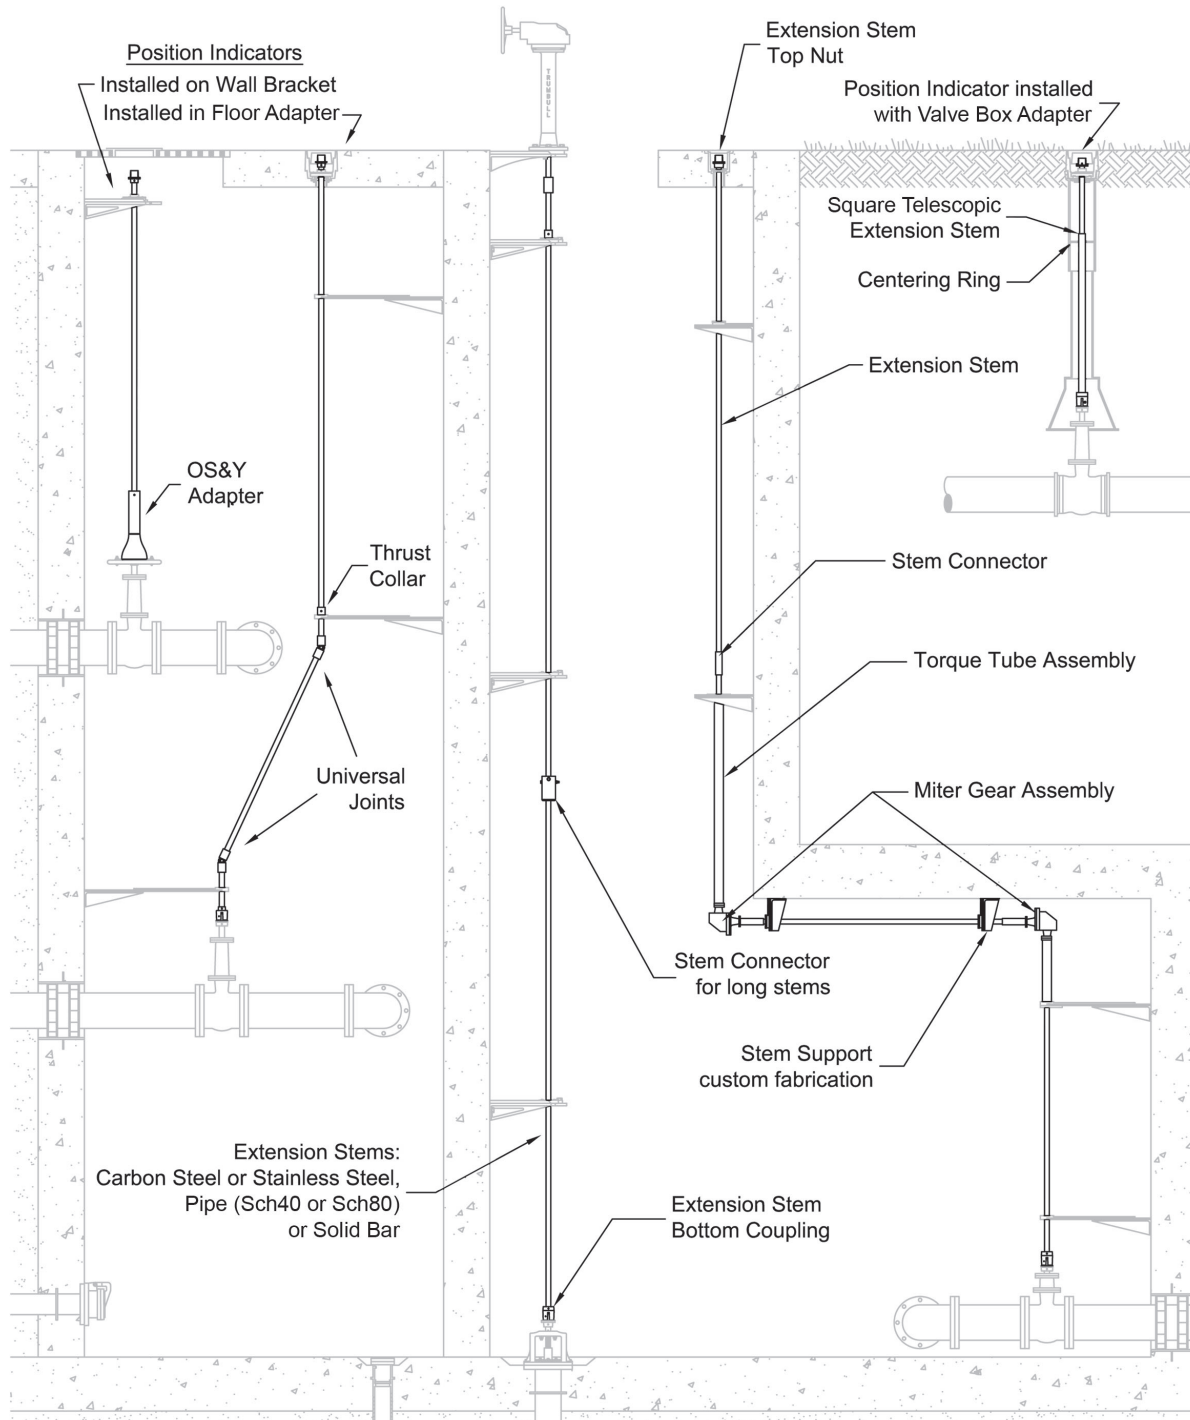 Position Indicators
Installed on Wall Bracket
Installed in Floor Adapter
TRUMBULL
Extension Stem
Top Nut
Position Indicator installed
with Valve Box Adapter
Square Telescopic
Extension Stem
Centering Ring
Extension Stem
OS&Y
Adapter
Thrust
Collar
Stem Connector
Torque Tube Assembly
Universal
Joints
Miter Gear Assembly
Stem Connector
for long stems
Stem Support
custom fabrication
Extension Stems:
Carbon Steel or Stainless Steel,
Pipe (Sch40 or Sch80)
or Solid Bar
Extension Stem
Bottom Coupling